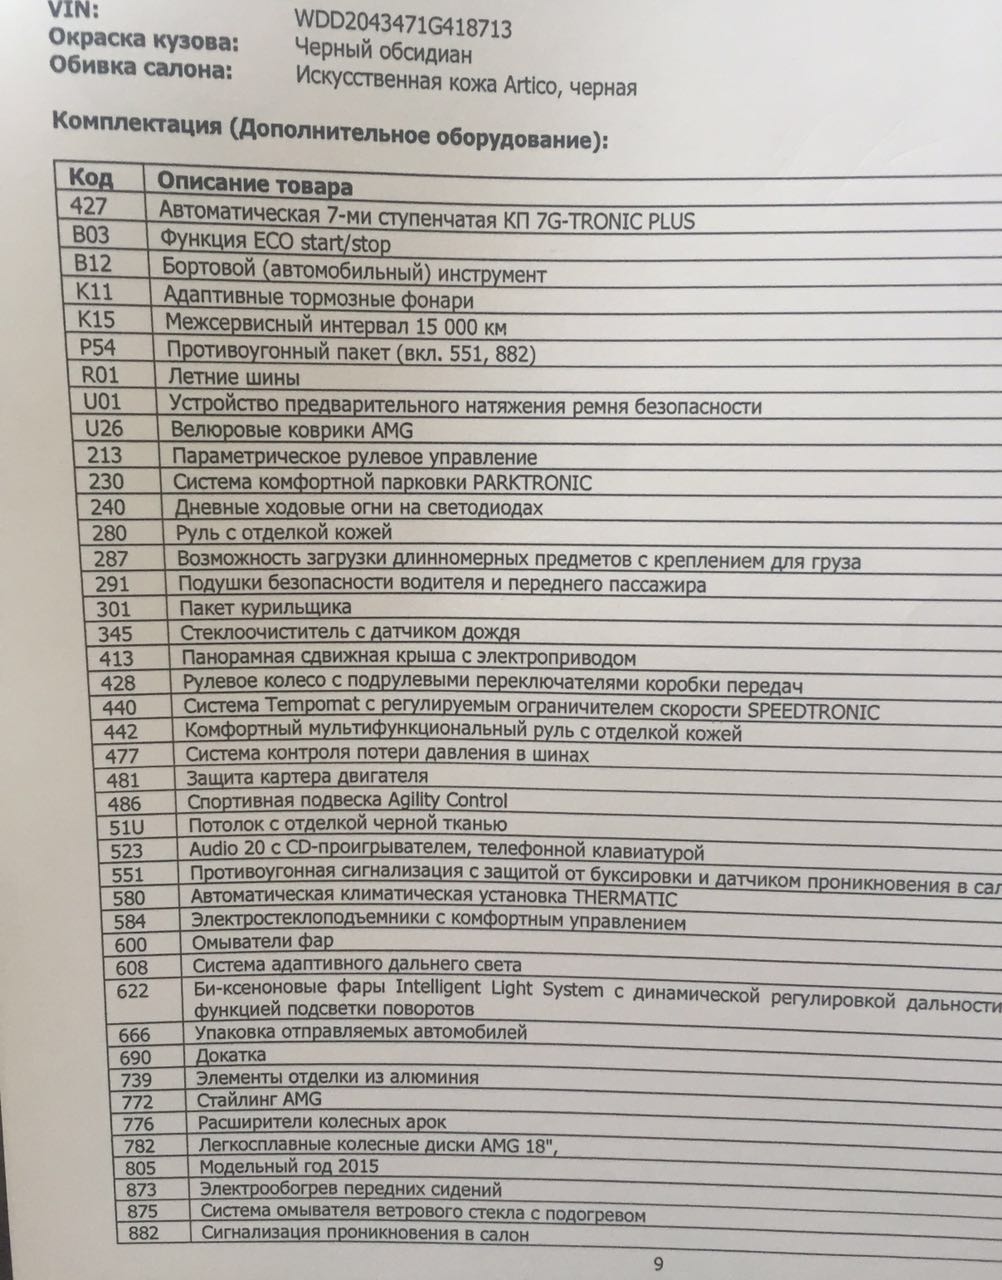 VIN: WDD2043471G418713
Окраска кузова: Черный обсидиан
Обивка салона: Искусственная кожа Artico, черная
Комплектация (Дополнительное оборудование):
Код Описание товара
427 Автоматическая 7-ми ступенчатая КП 7G-TRONIC PLUS
B03 Функция ECO start/stop
B12 Бортовой (автомобильный) инструмент
K11 Адаптивные тормозные фонари
K15 Межсервисный интервал 15 000 км
P54 Противоугонный пакет (вкл. 551, 882)
R01 Летние шины
U01 Устройство предварительного натяжения ремня безопасности
U26 Велюровые коврики AMG
213 Параметрическое рулевое управление
230 Система комфортной парковки PARKTRONIC
240 Дневные ходовые огни на светодиодах
280 Руль с отделкой кожей
287 Возможность загрузки длинномерных предметов с креплением для груза
291 Подушки безопасности водителя и переднего пассажира
301 Пакет курильщика
345 Стеклоочиститель с датчиком дождя
413 Панорамная сдвижная крыша с электроприводом
428 Рулевое колесо с подрулевыми переключателями коробки передач
440 Система Tempomat с регулируемым ограничителем скорости SPEEDTRONIC
442 Комфортный мультифункциональный руль с отделкой кожей
477 Система контроля потери давления в шинах
481 Защита картера двигателя
486 Спортивная подвеска Agility Control
51U Потолок с отделкой черной тканью
523 Audio 20 с CD-проигрывателем, телефонной клавиатурой
551 Противоугонная сигнализация с защитой от буксировки и датчиком проникновения в сал
580 Автоматическая климатическая установка THERMATIC
584 Электростеклоподъемники с комфортным управлением
600 Омыватели фар
608 Система адаптивного дальнего света
622 Би-ксеноновые фары Intelligent Light System с динамической регулировкой дальности
функцией подсветки поворотов
666 Упаковка отправляемых автомобилей
690 Докатка
739 Элементы отделки из алюминия
772 Стайлинг AMG
776 Расширители колесных арок
782 Легкосплавные колесные диски AMG 18",
805 Модельный год 2015
873 Электрообогрев передних сидений
875 Система омывателя ветрового стекла с подогревом
882 Сигнализация проникновения в салон
9